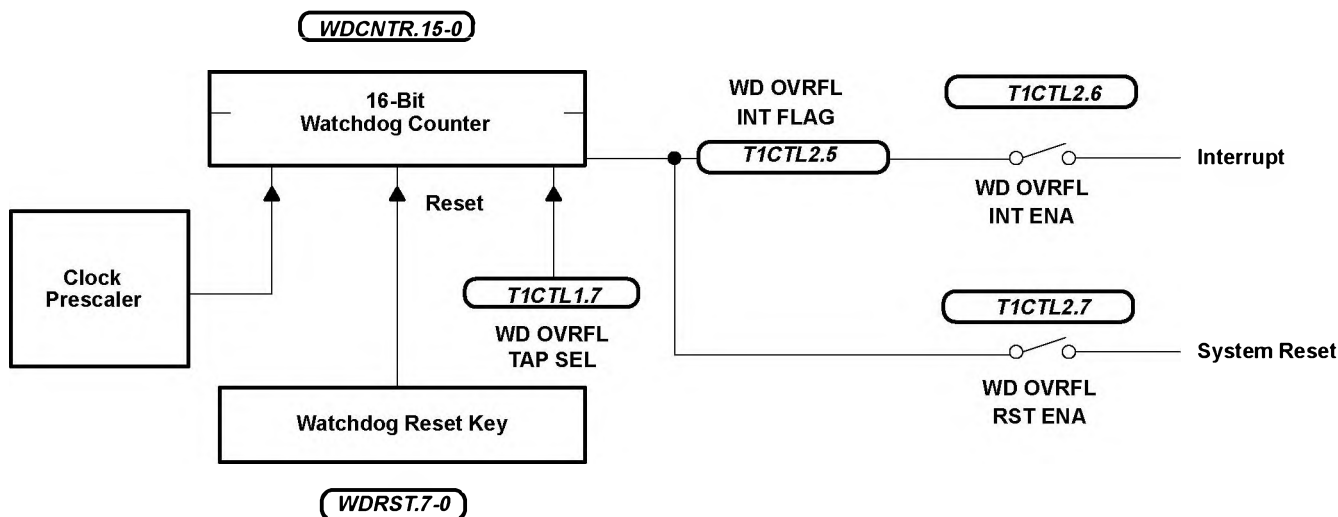 WDCNTR.15-0
16-Bit
Watchdog Counter
WD OVRFL
INT FLAG
T1CTL2.5
T1CTL2.6
WD OVRFL
INT ENA
Interrupt
Reset
Clock
Prescaler
T1CTL1.7
WD OVRFL
TAP SEL
T1CTL2.7
WD OVRFL
RST ENA
System Reset
Watchdog Reset Key
WDRST.7-0